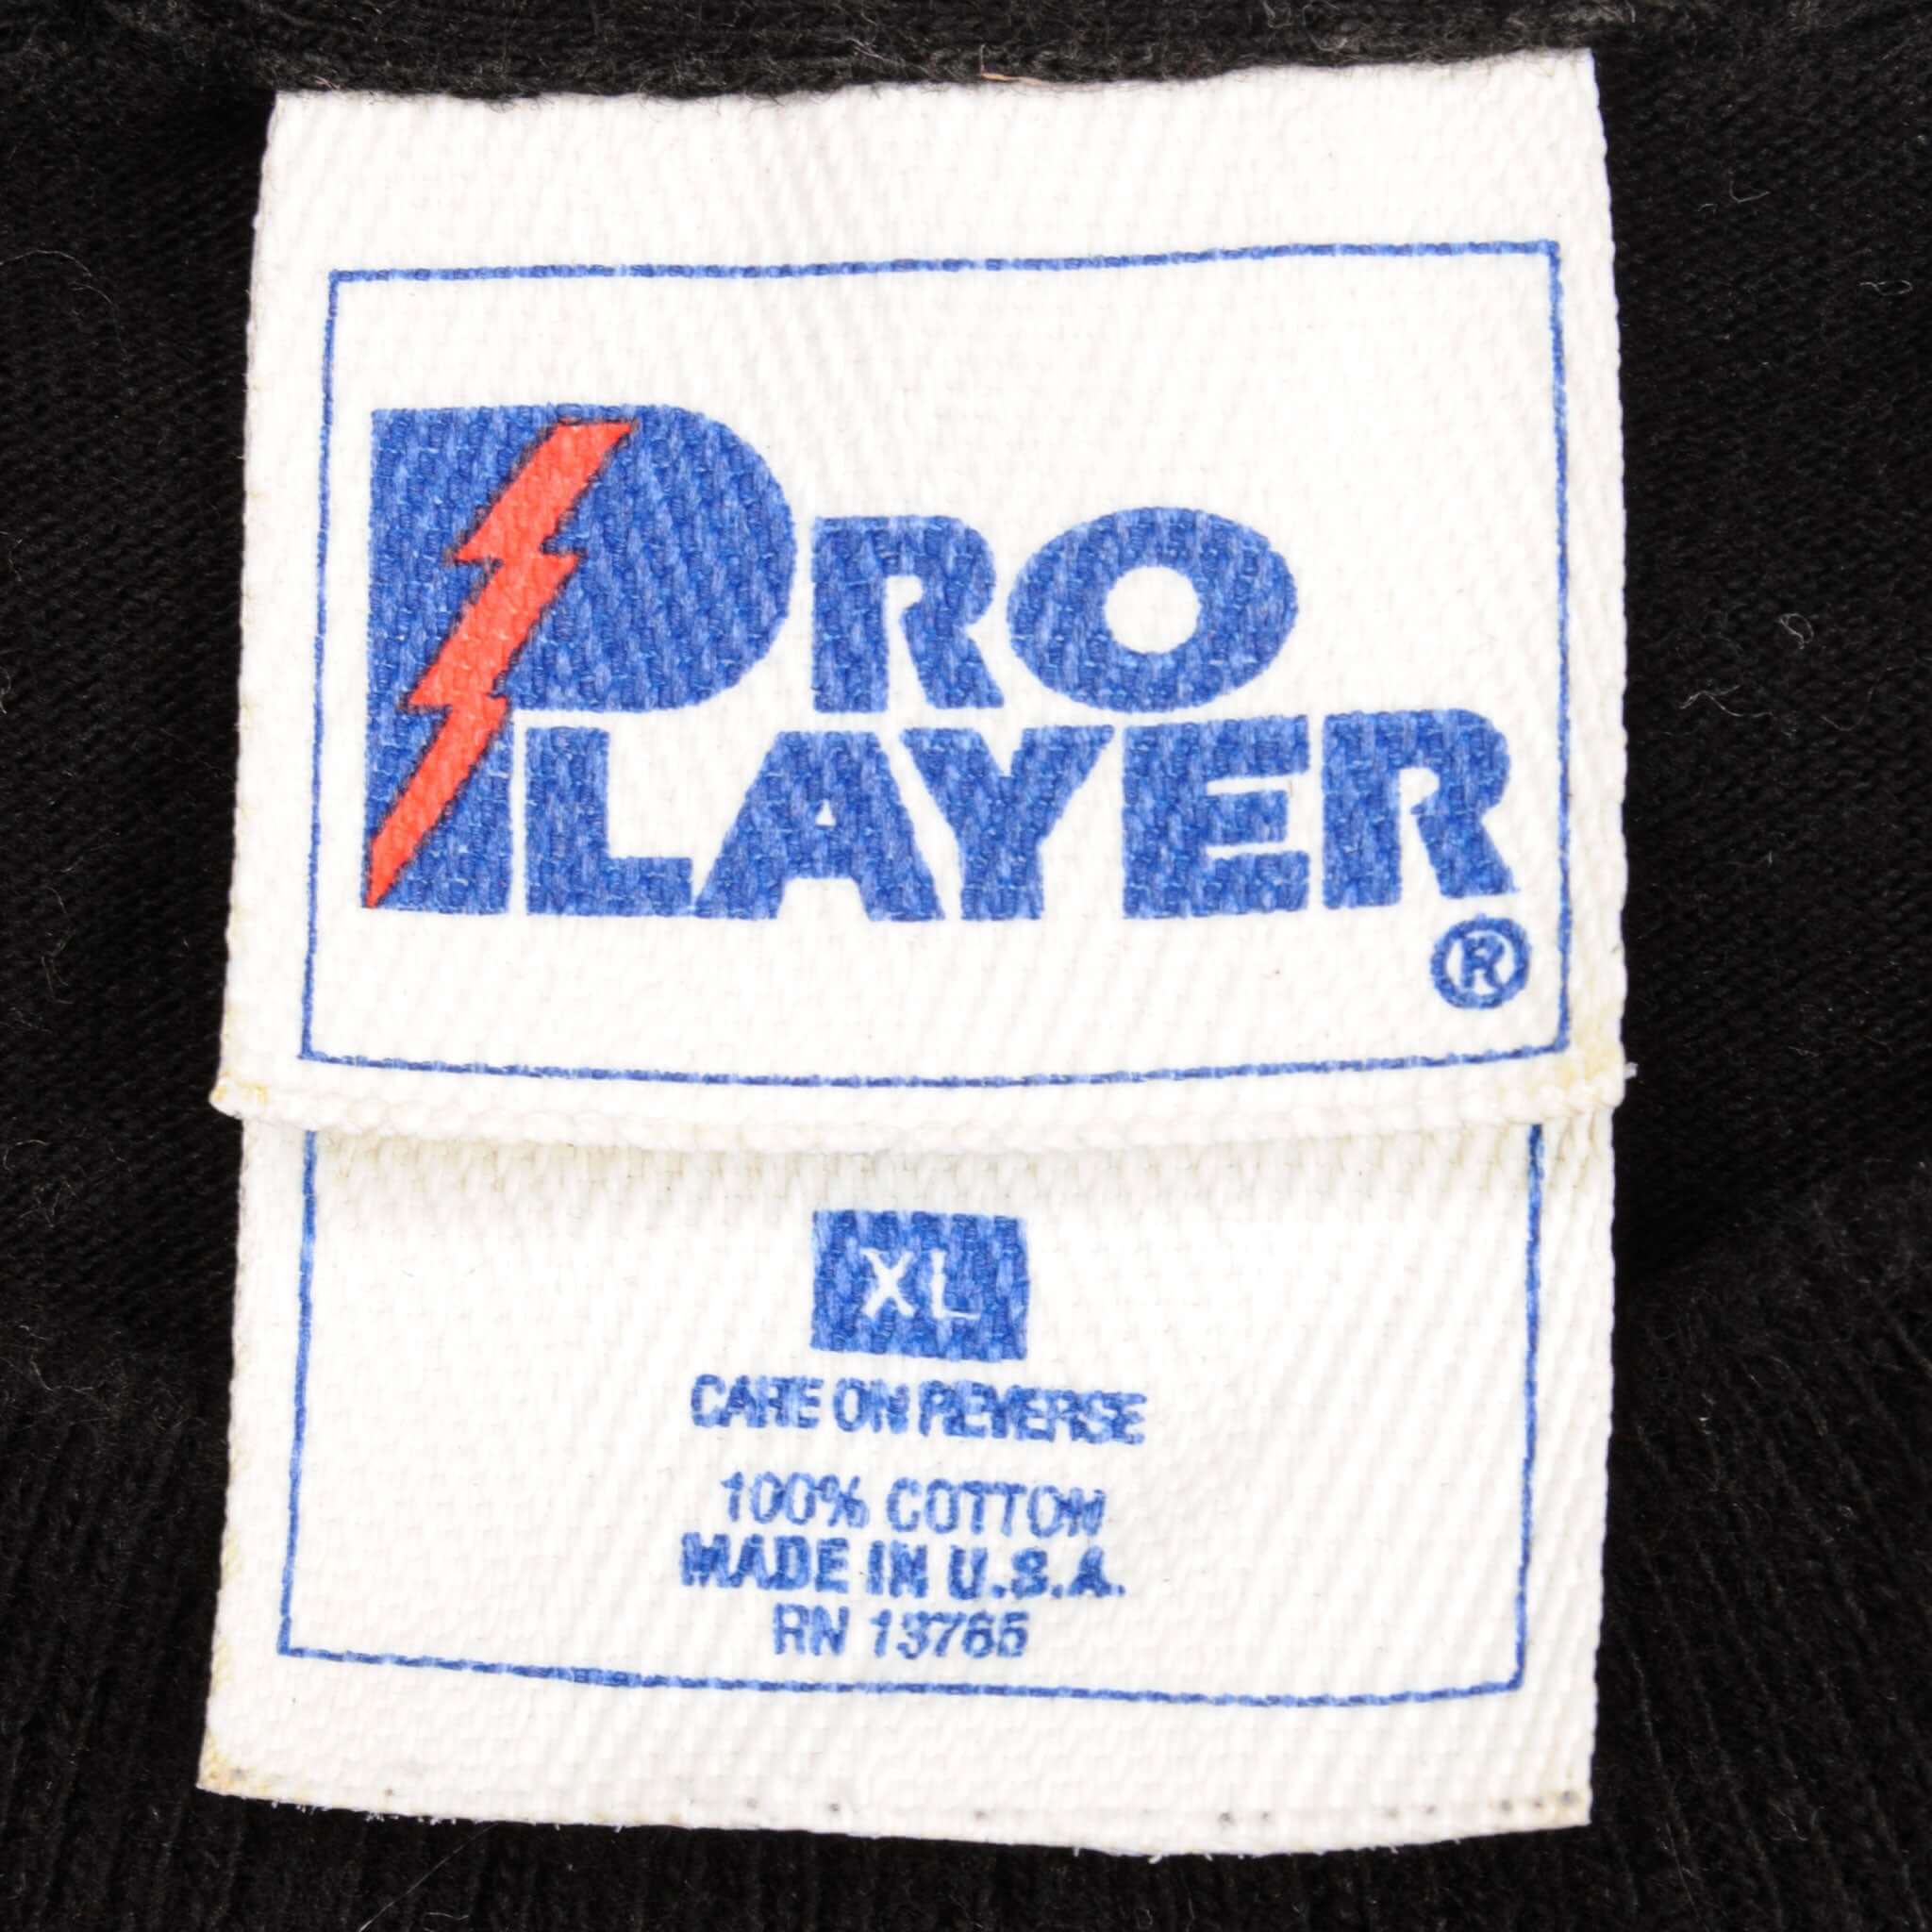 PRO
PLAYER
®
XL
CARE ON REVERSE
100% COTTON
MADE IN U.S.A.
RN 13765